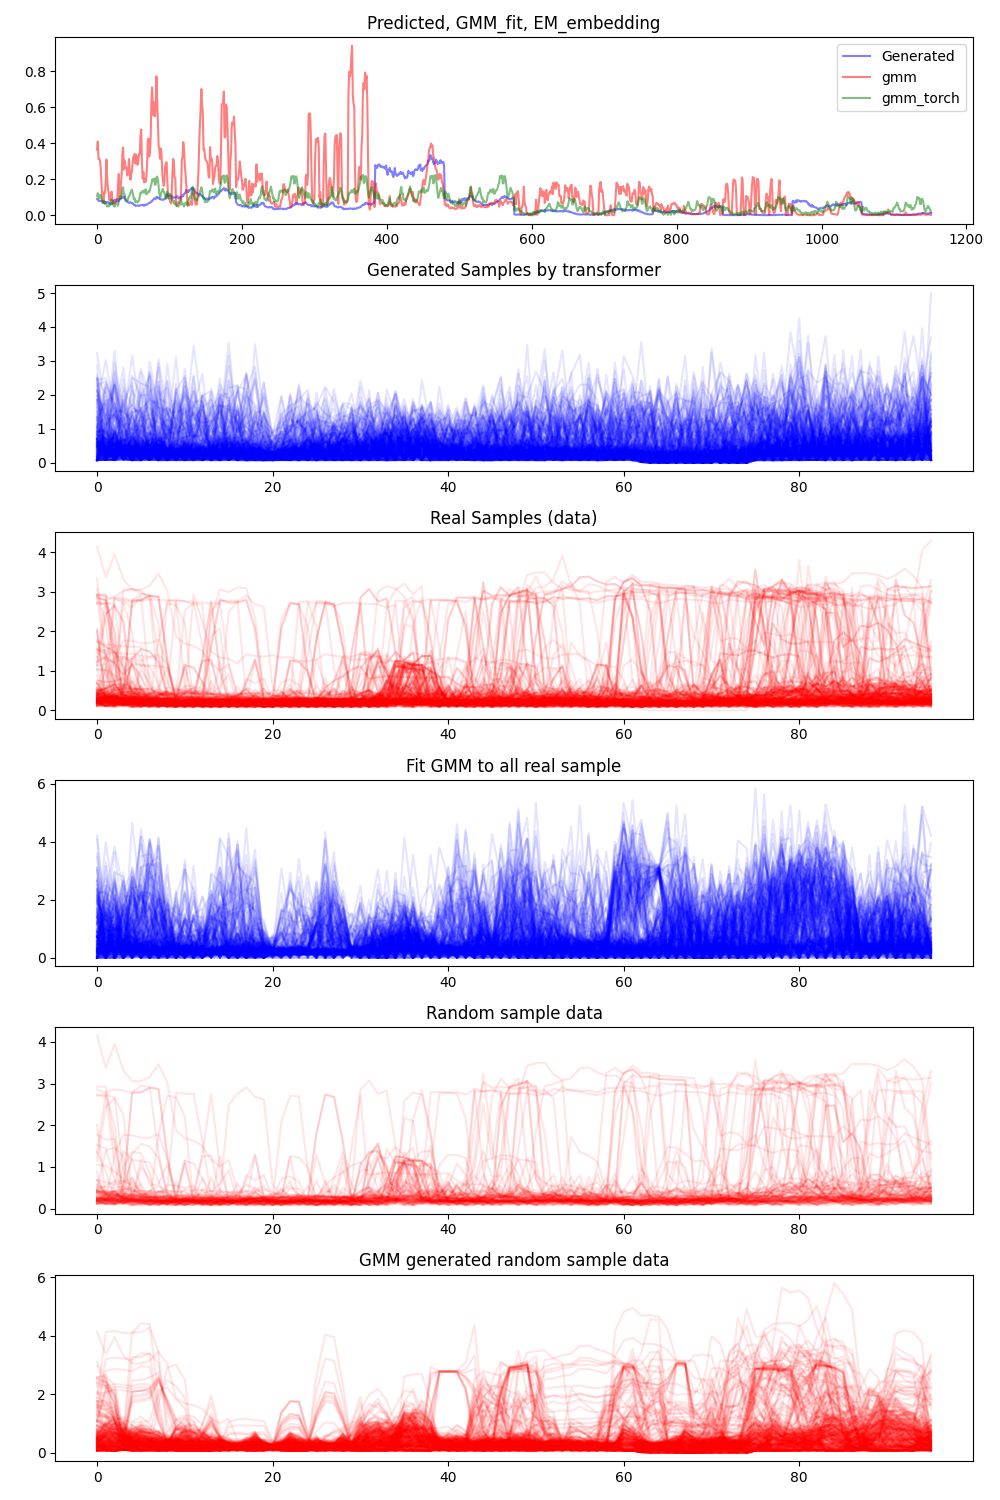 Predicted, GMM_fit, EM_embedding
Generated
gmm
gmm_torch
0.8
0.6
0.4
0.2
0.0
0 200 400 600 800 1000 1200
Generated Samples by transformer
5
4
3
2
1
0
0 20 40 60 80
Real Samples (data)
4
3
2
1
0
0 20 40 60 80
Fit GMM to all real sample
6
4
2
0
0 20 40 60 80
Random sample data
4
3
2
1
0
0 20 40 60 80
GMM generated random sample data
6
4
2
0
0 20 40 60 80